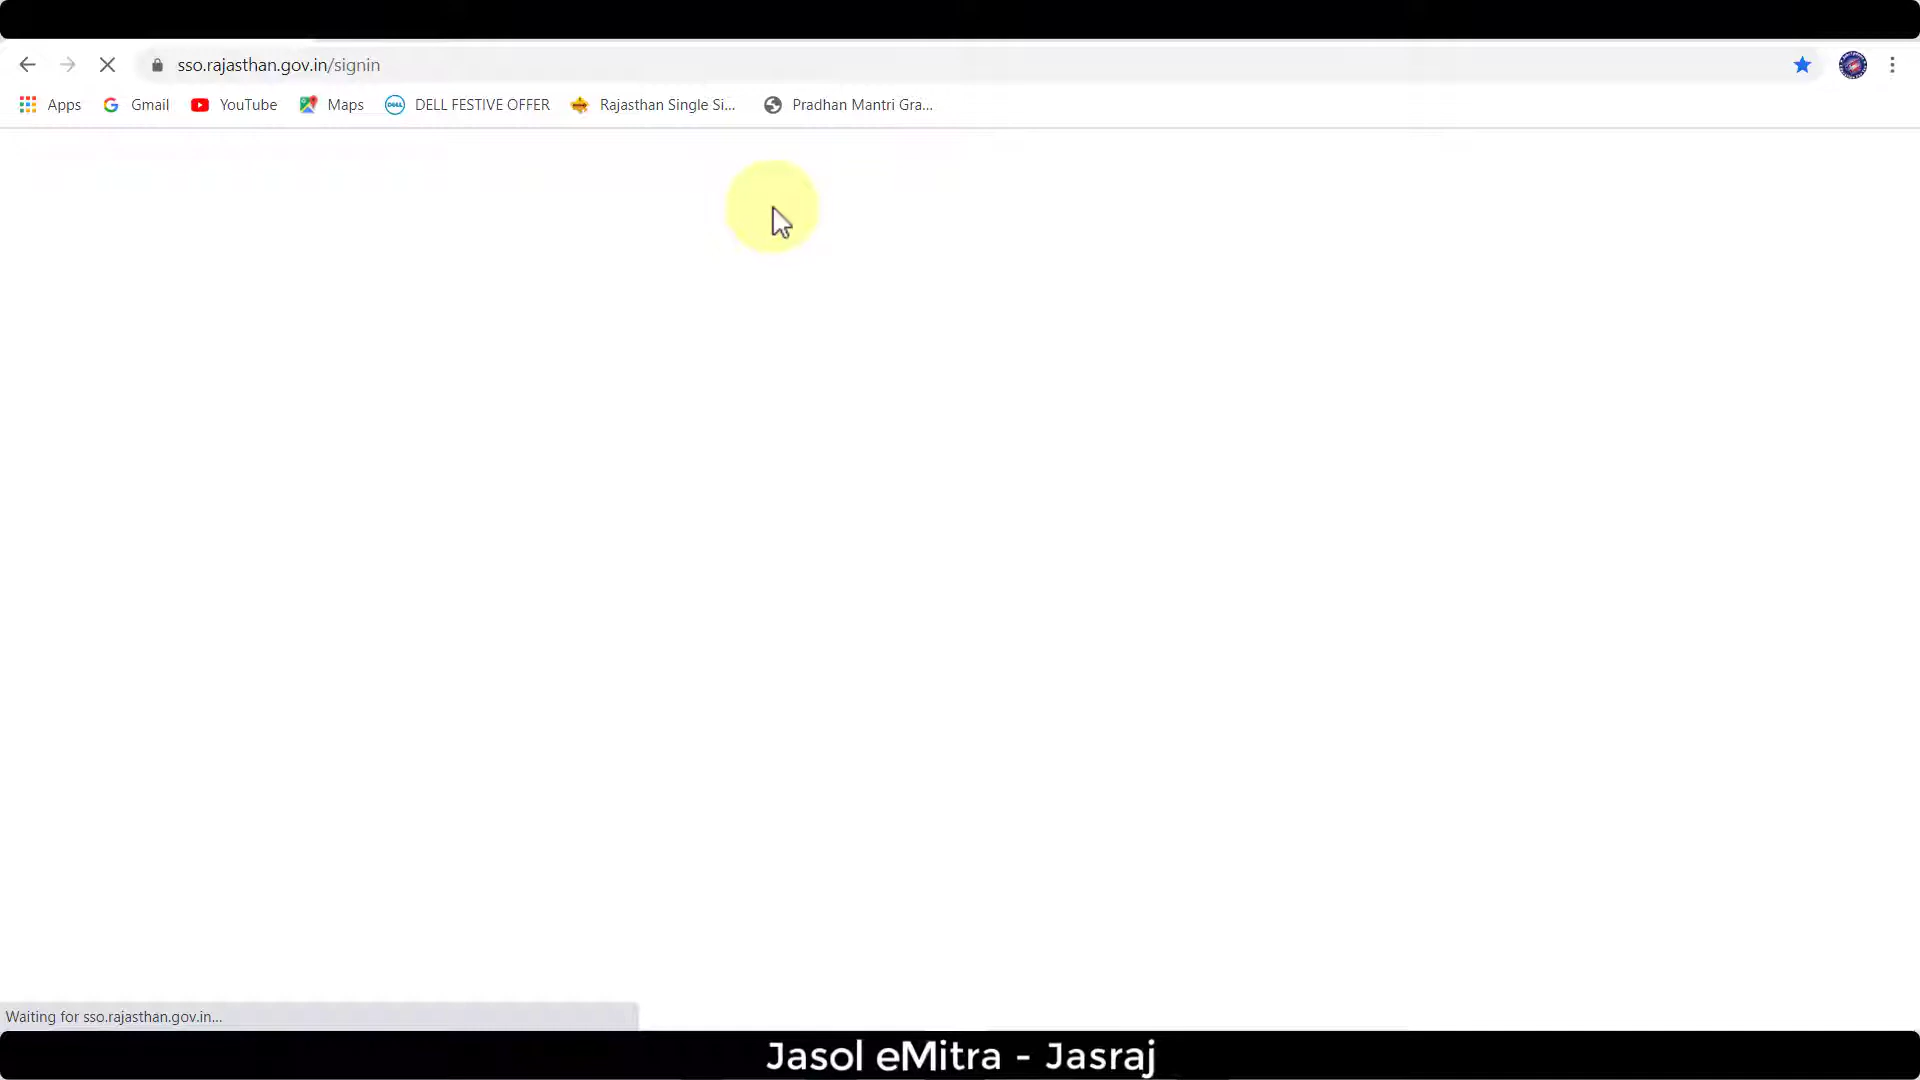 sso.rajasthan.gov.in/signin
Apps Gmail YouTube Maps DELL FESTIVE OFFER Rajasthan Single Si... Pradhan Mantri Gra...
Waiting for sso.rajasthan.gov.in...
Jasol eMitra - Jasraj